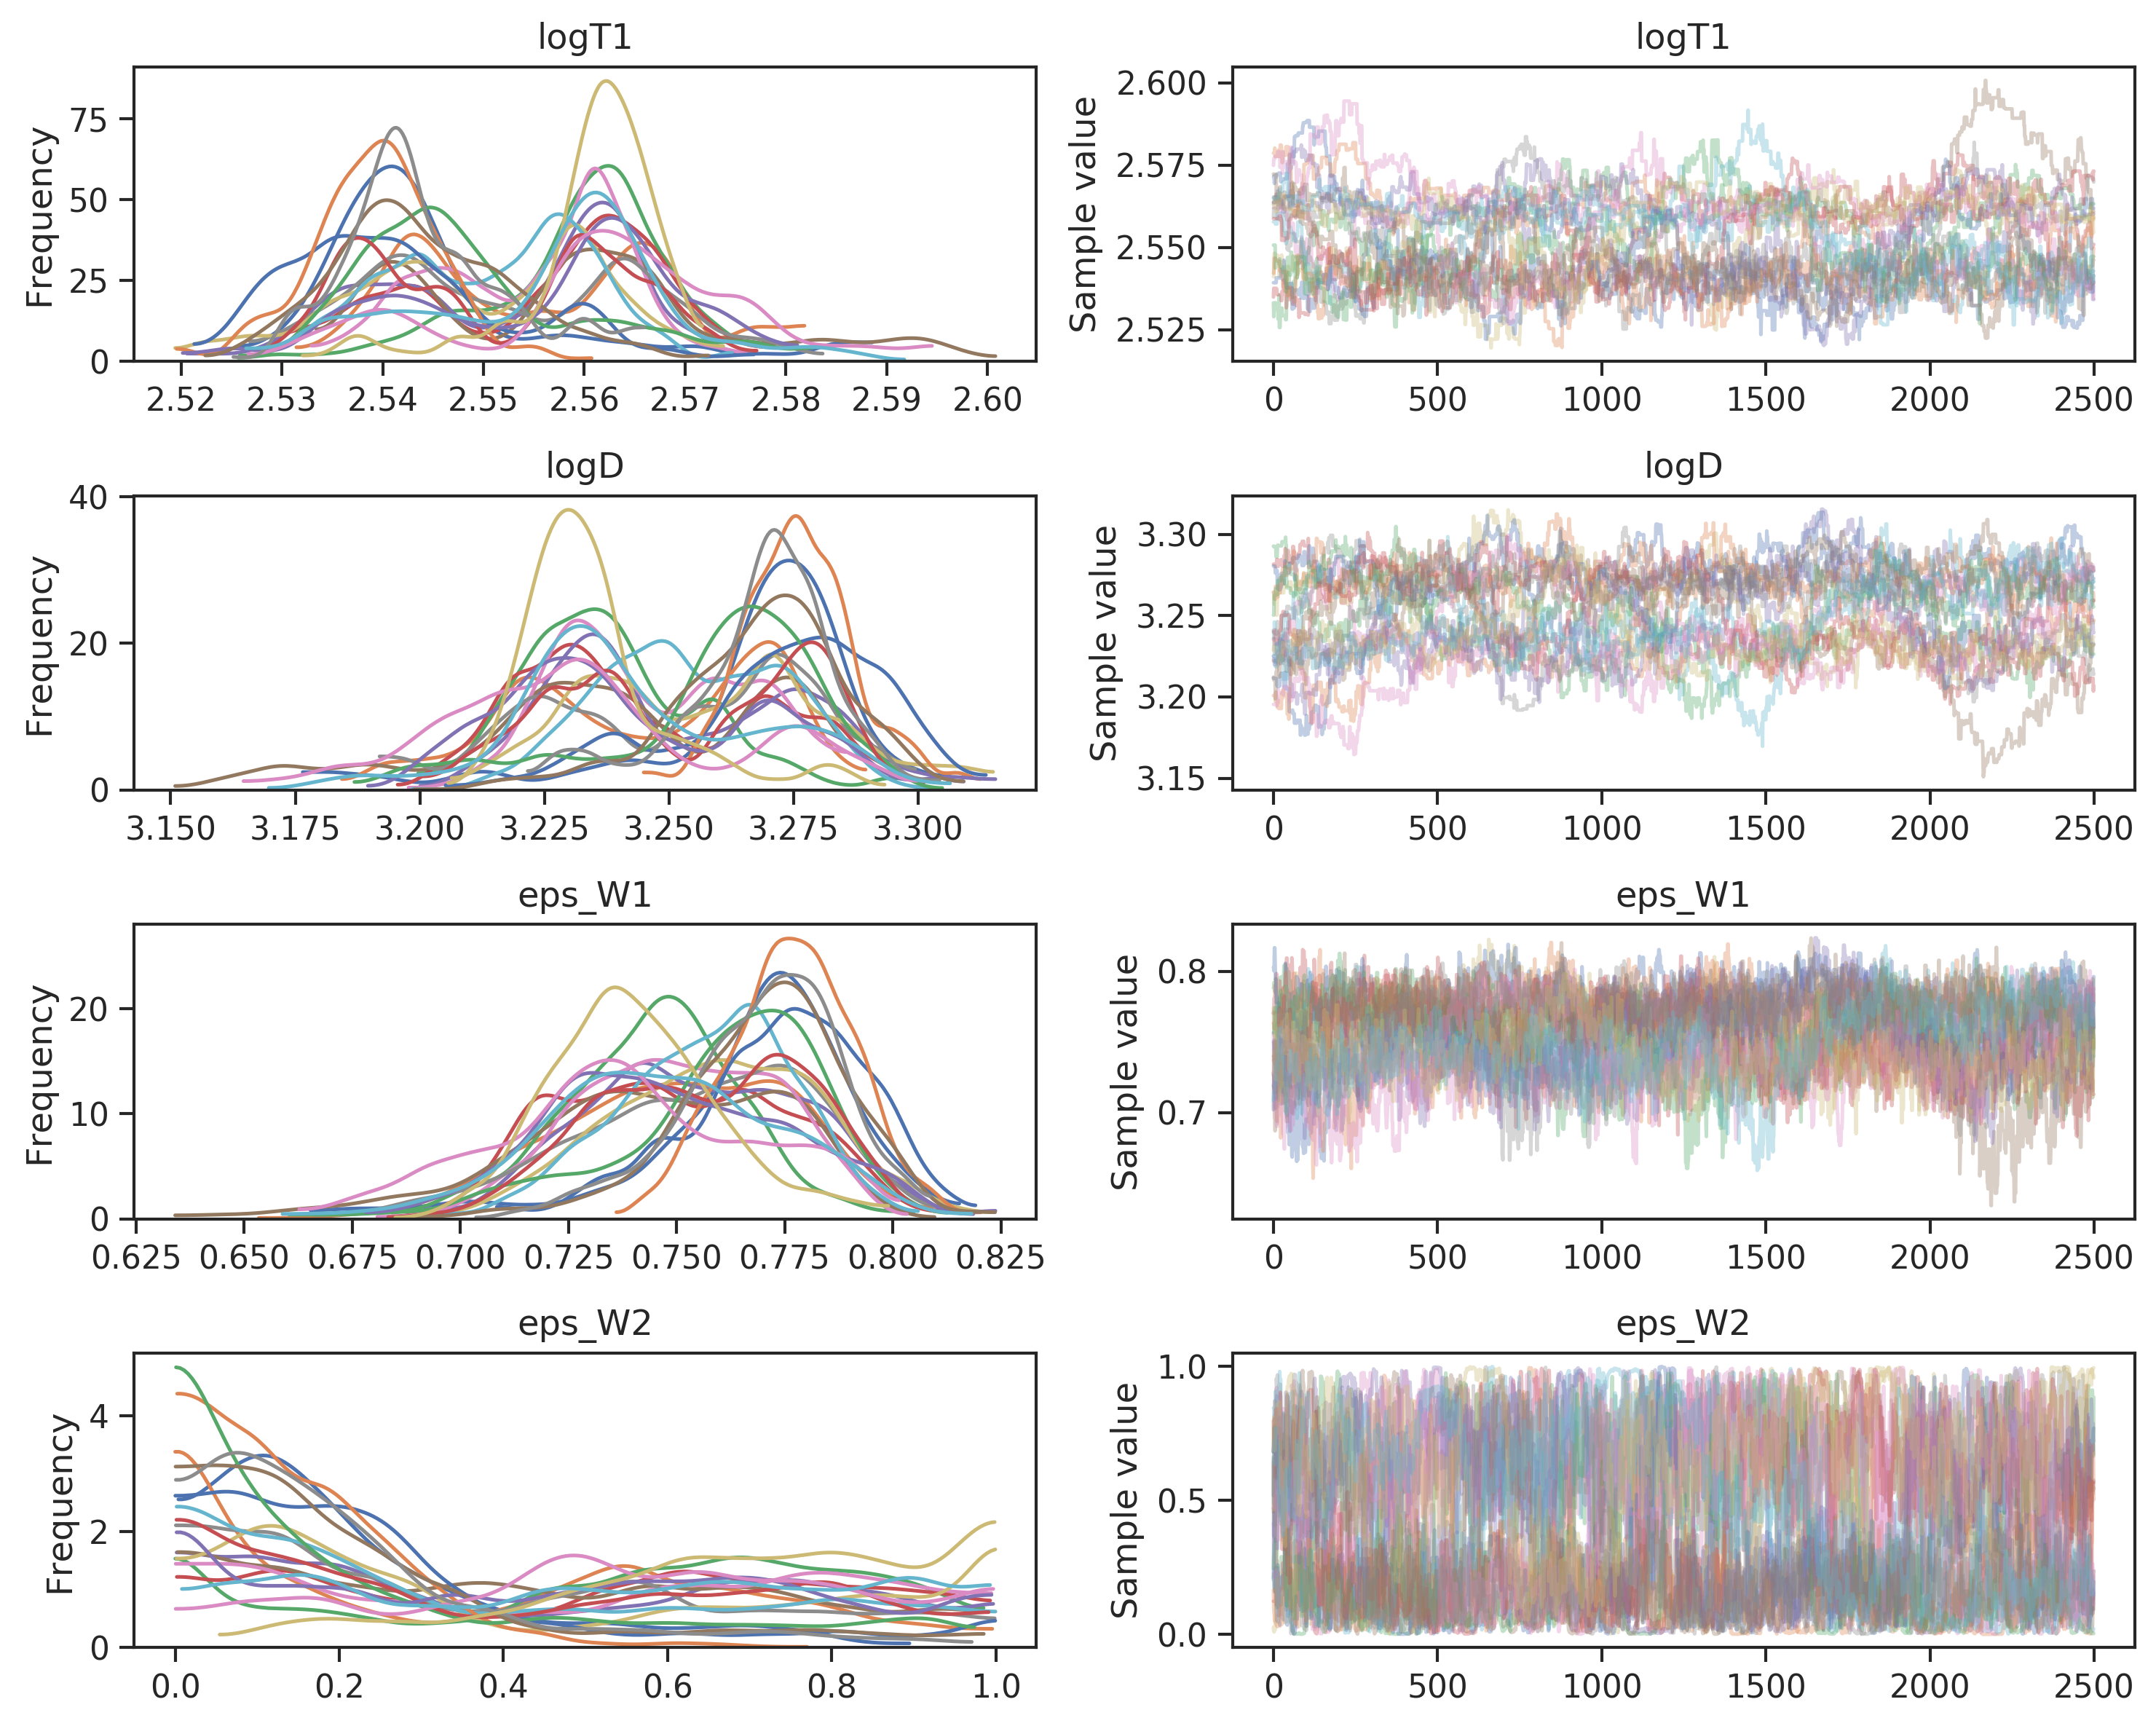 logT1
logT1
Frequency
75
50
25
0
2.52 2.53 2.54 2.55 2.56 2.57 2.58 2.59 2.60
Sample value
2.600
2.575
2.550
2.525
0 500 1000 1500 2000 2500
logD
logD
Frequency
40
20
0
3.150 3.175 3.200 3.225 3.250 3.275 3.300
Sample value
3.30
3.25
3.20
3.15
0 500 1000 1500 2000 2500
eps_W1
eps_W1
Frequency
20
10
0
0.625 0.650 0.675 0.700 0.725 0.750 0.775 0.800 0.825
Sample value
0.8
0.7
0 500 1000 1500 2000 2500
eps_W2
eps_W2
Frequency
4
2
0
0.0 0.2 0.4 0.6 0.8 1.0
Sample value
1.0
0.5
0.0
0 500 1000 1500 2000 2500